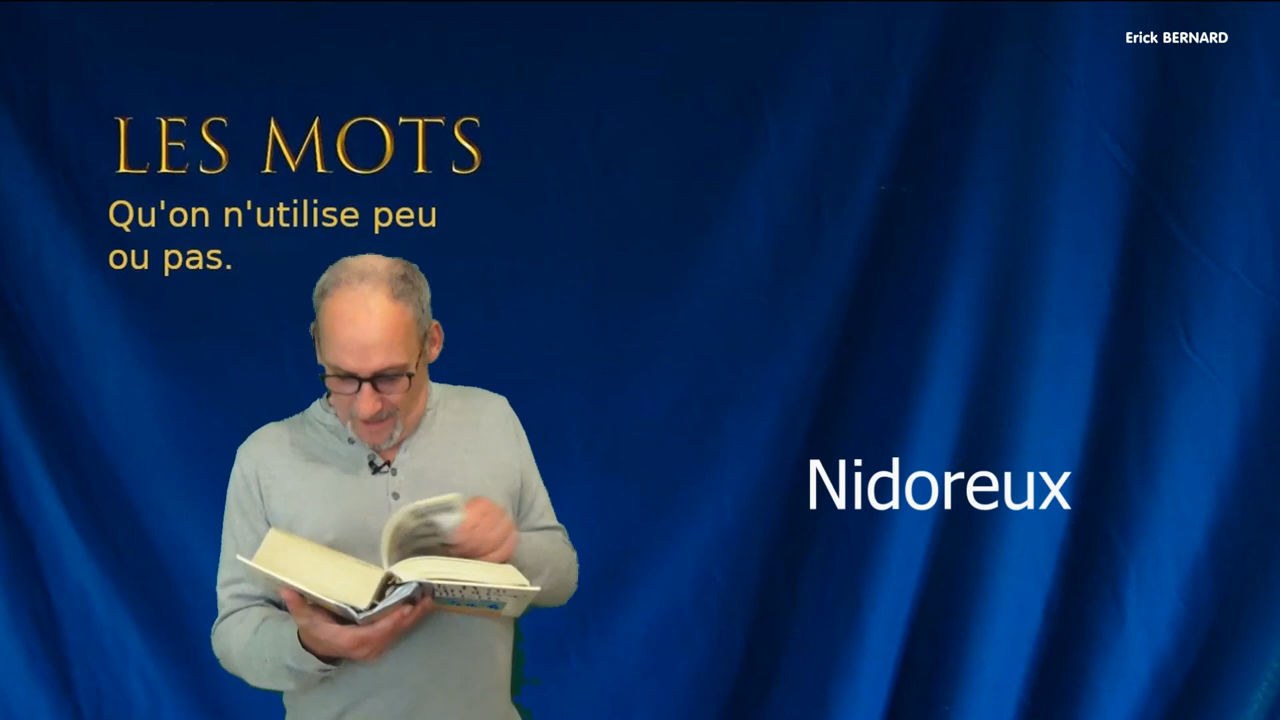 Erick BERNARD
LES MOTS
Qu'on n'utilise peu
ou pas.
Nidoreux